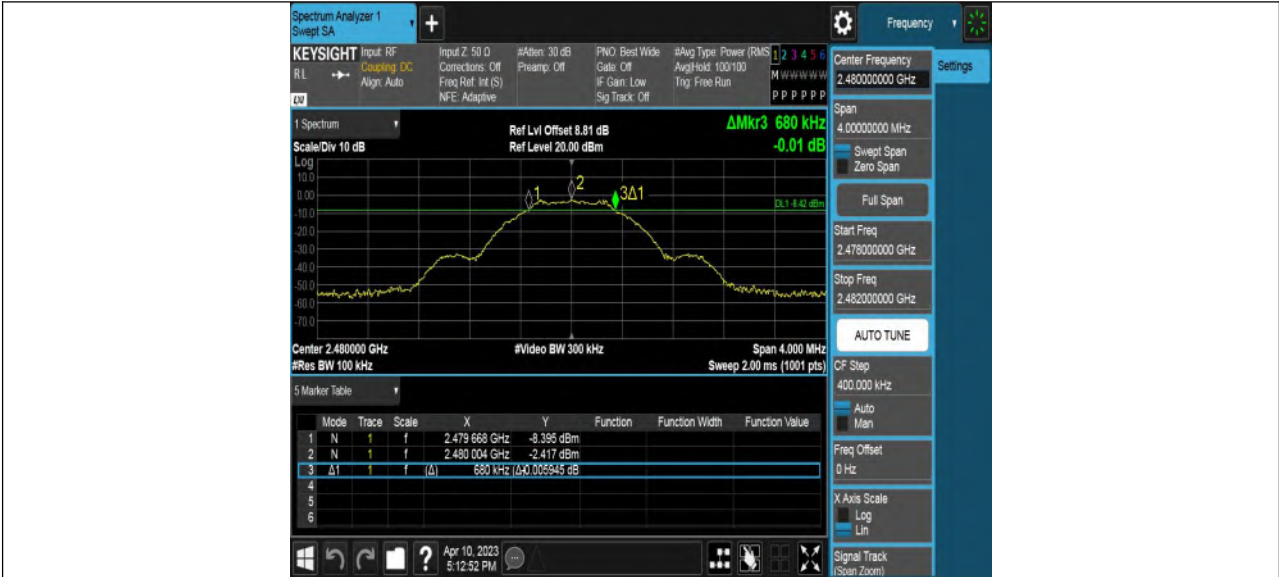 Spectrum Analyzer 1
Swept SA
+
Frequency
KEYSIGHT
RL
LXI
Input: RF
Coupling: DC
Align: Auto
Input Z: 50 Ω
Corrections: Off
Freq Ref: Int (S)
NFE: Adaptive
#Atten: 30 dB
Preamp: Off
PNO: Best Wide
Gate: Off
IF Gain: Low
Sig Track: Off
#Avg Type: Power (RMS
Avg|Hold: 100/100
Trig: Free Run
1 2 3 4 5 6
M W W W W W
P P P P P P
1 Spectrum
Scale/Div 10 dB
Ref Lvl Offset 8.81 dB
Ref Level 20.00 dBm
ΔMkr3 680 kHz
-0.01 dB
Log
10.0
0.00
-10.0
-20.0
-30.0
-40.0
-50.0
-60.0
-70.0
1
2
3Δ1
DL1 -8.42 dBm
Center 2.480000 GHz
#Res BW 100 kHz
#Video BW 300 kHz
Span 4.000 MHz
Sweep 2.00 ms (1001 pts)
5 Marker Table
Mode Trace Scale X Y Function Function Width Function Value
1 N 1 f 2.479 668 GHz -8.395 dBm
2 N 1 f 2.480 004 GHz -2.417 dBm
3 Δ1 1 f (Δ) 680 kHz (Δ) -0.005945 dB
4
5
6
?
Apr 10, 2023
5:12:52 PM
Center Frequency
2.480000000 GHz
Settings
Span
4.00000000 MHz
Swept Span
Zero Span
Full Span
Start Freq
2.478000000 GHz
Stop Freq
2.482000000 GHz
AUTO TUNE
CF Step
400.000 kHz
Auto
Man
Freq Offset
0 Hz
X Axis Scale
Log
Lin
Signal Track
(Span Zoom)